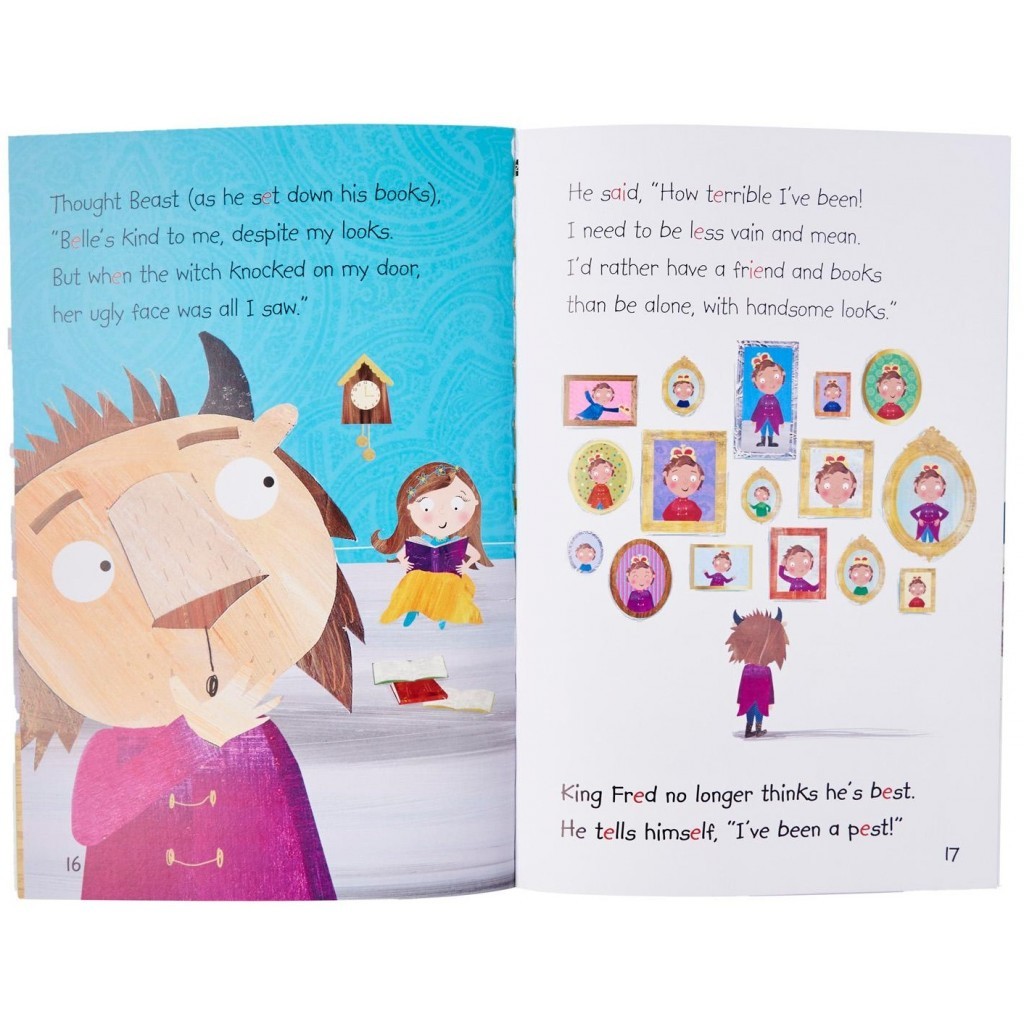 Thought Beast (as he set down his books),
"Belle's kind to me, despite my looks.
But when the witch knocked on my door,
her ugly face was all I saw."
16
He said, "How terrible I've been!
I need to be less vain and mean.
I'd rather have a friend and books
than be alone, with handsome looks."
King Fred no longer thinks he's best.
He tells himself, "I've been a pest!"
17